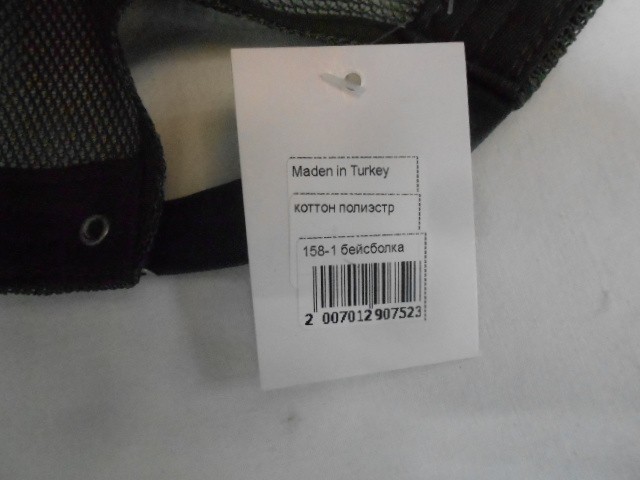 Maden in Turkey
коттон полиэстр
158-1 бейсболка
2 007012 907523